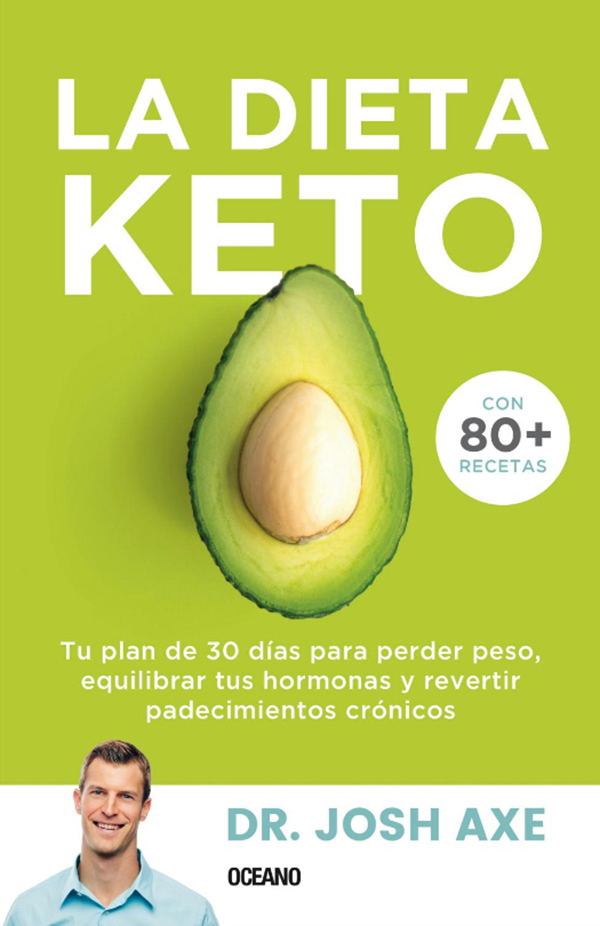 LA DIETA
KETO
CON
80+
RECETAS
Tu plan de 30 días para perder peso,
equilibrar tus hormonas y revertir
padecimientos crónicos
DR. JOSH AXE
OCEANO